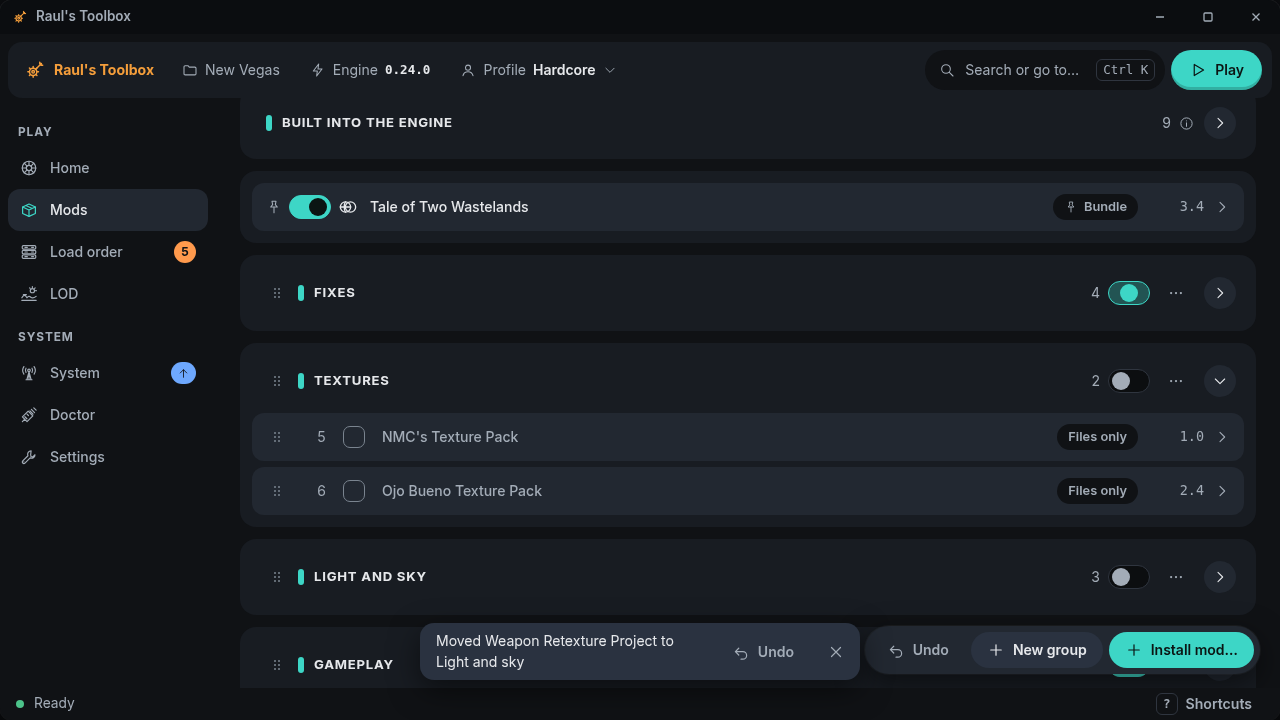 Raul's Toolbox
Raul's Toolbox
New Vegas
Engine 0.24.0
Profile Hardcore
Search or go to...
Ctrl K
Play
PLAY
Home
Mods
Load order
5
LOD
SYSTEM
System
Doctor
Settings
BUILT INTO THE ENGINE
9
Tale of Two Wastelands
Bundle
3.4
FIXES
4
TEXTURES
2
5
NMC's Texture Pack
Files only
1.0
6
Ojo Bueno Texture Pack
Files only
2.4
LIGHT AND SKY
3
GAMEPLAY
Moved Weapon Retexture Project to
Light and sky
Undo
Undo
New group
Install mod...
Ready
? Shortcuts